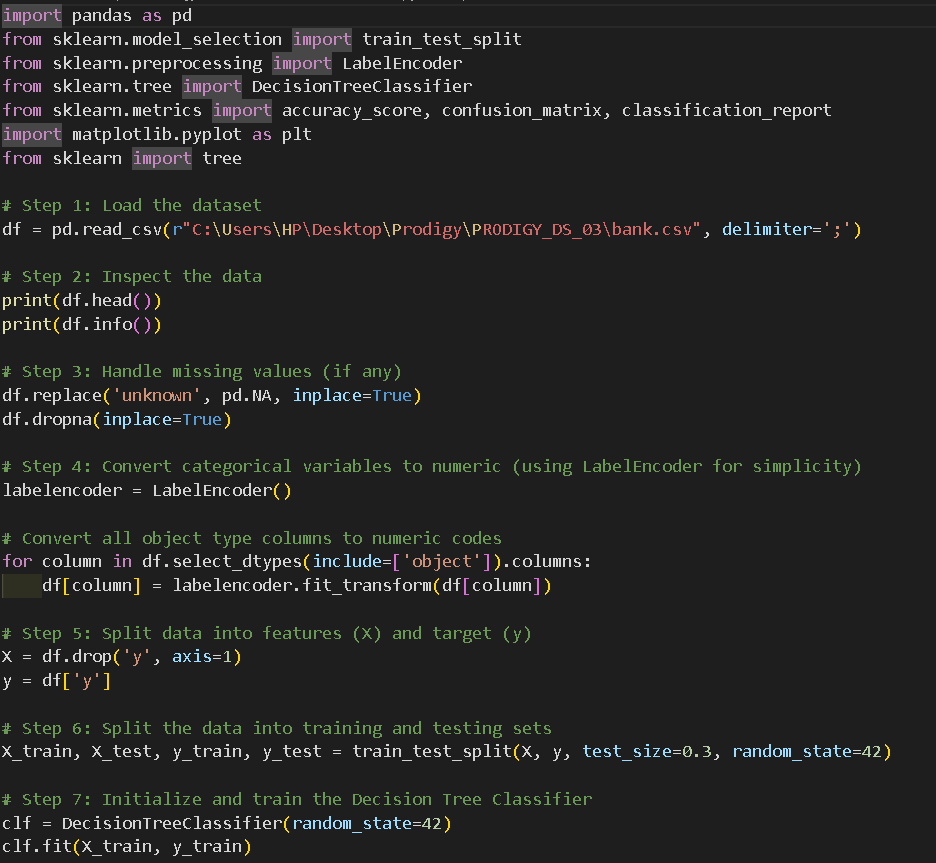 import pandas as pd
from sklearn.model_selection import train_test_split
from sklearn.preprocessing import LabelEncoder
from sklearn.tree import DecisionTreeClassifier
from sklearn.metrics import accuracy_score, confusion_matrix, classification_report
import matplotlib.pyplot as plt
from sklearn import tree

# Step 1: Load the dataset
df = pd.read_csv(r"C:\Users\HP\Desktop\Prodigy\PRODIGY_DS_03\bank.csv", delimiter=';')

# Step 2: Inspect the data
print(df.head())
print(df.info())

# Step 3: Handle missing values (if any)
df.replace('unknown', pd.NA, inplace=True)
df.dropna(inplace=True)

# Step 4: Convert categorical variables to numeric (using LabelEncoder for simplicity)
labelencoder = LabelEncoder()

# Convert all object type columns to numeric codes
for column in df.select_dtypes(include=['object']).columns:
    df[column] = labelencoder.fit_transform(df[column])

# Step 5: Split data into features (X) and target (y)
X = df.drop('y', axis=1)
y = df['y']

# Step 6: Split the data into training and testing sets
X_train, X_test, y_train, y_test = train_test_split(X, y, test_size=0.3, random_state=42)

# Step 7: Initialize and train the Decision Tree Classifier
clf = DecisionTreeClassifier(random_state=42)
clf.fit(X_train, y_train)